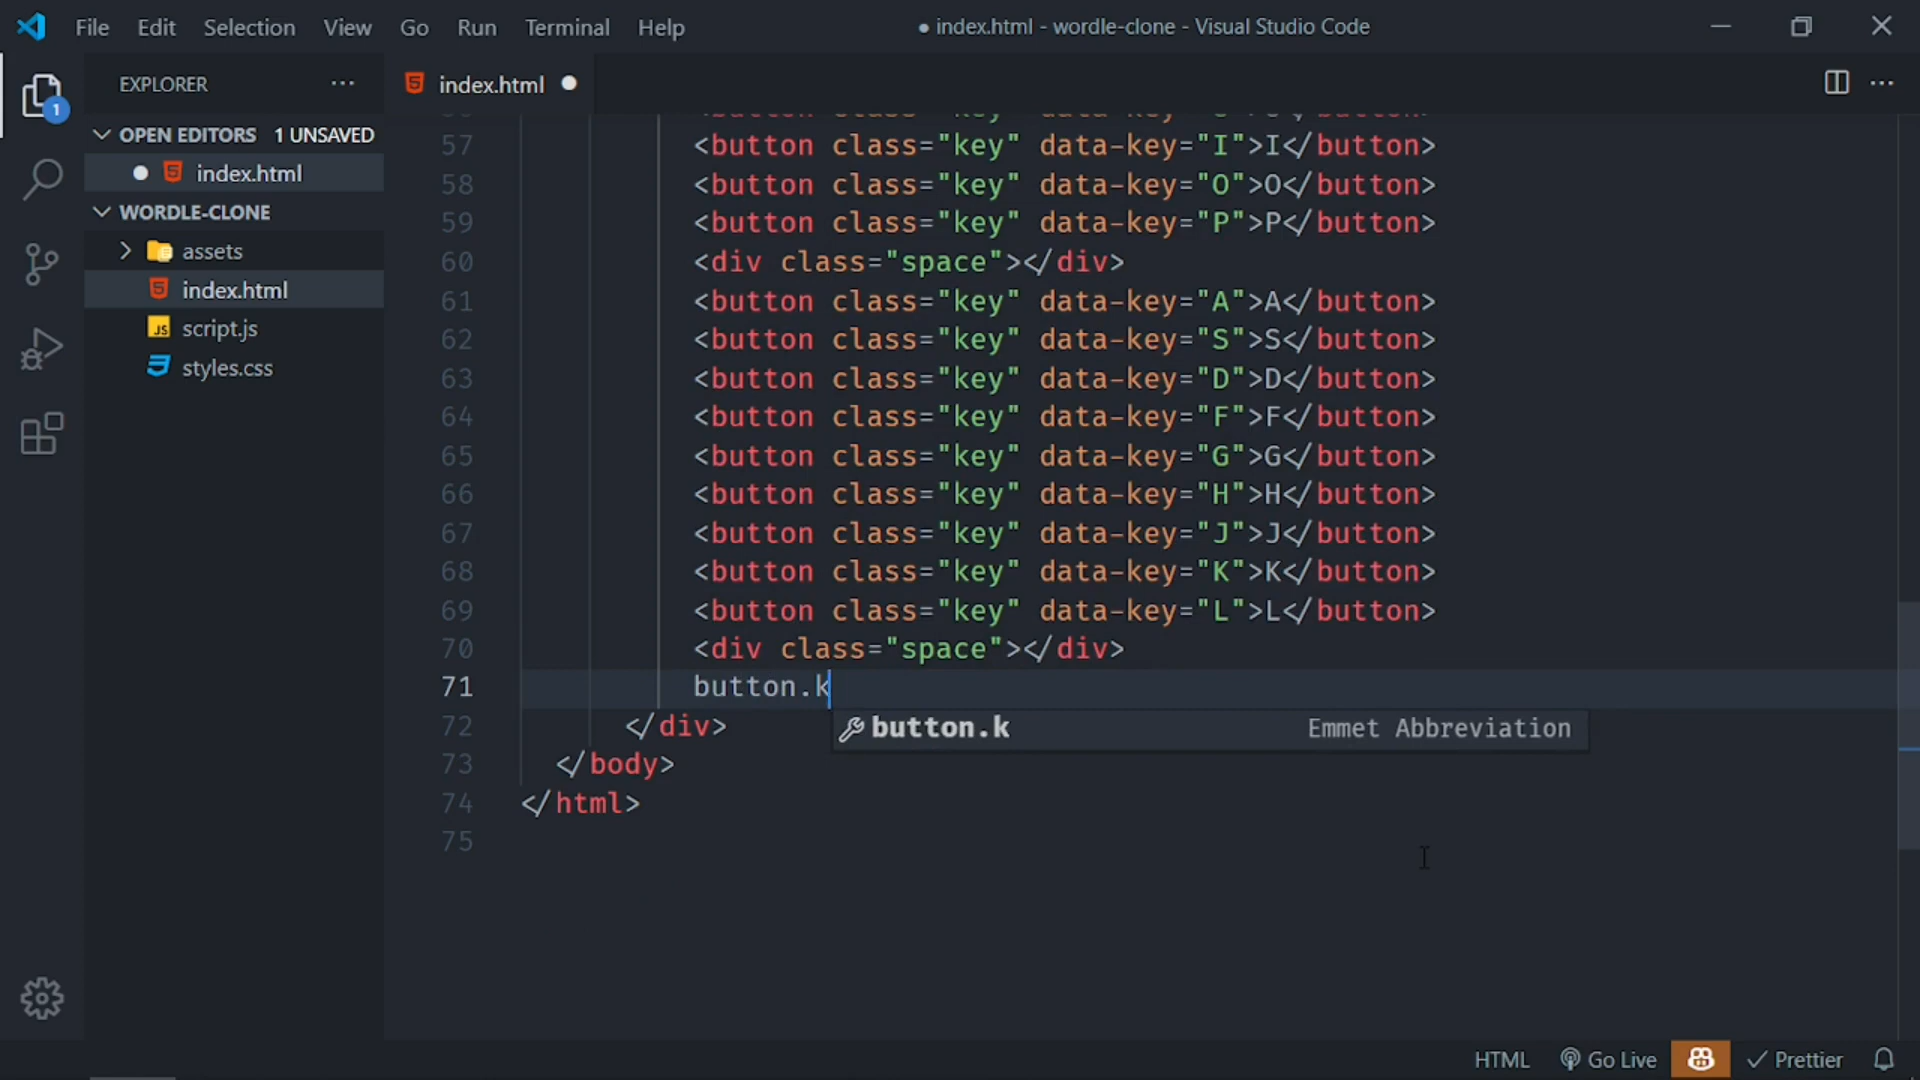 File Edit Selection View Go Run Terminal Help
● index.html - wordle-clone - Visual Studio Code
EXPLORER
index.html
1
OPEN EDITORS 1 UNSAVED
index.html
WORDLE-CLONE
assets
index.html
script.js
styles.css
57 <button class="key" data-key="I">I</button>
58 <button class="key" data-key="O">O</button>
59 <button class="key" data-key="P">P</button>
60 <div class="space"></div>
61 <button class="key" data-key="A">A</button>
62 <button class="key" data-key="S">S</button>
63 <button class="key" data-key="D">D</button>
64 <button class="key" data-key="F">F</button>
65 <button class="key" data-key="G">G</button>
66 <button class="key" data-key="H">H</button>
67 <button class="key" data-key="J">J</button>
68 <button class="key" data-key="K">K</button>
69 <button class="key" data-key="L">L</button>
70 <div class="space"></div>
71 button.k
72 </div>
button.k Emmet Abbreviation
73 </body>
74 </html>
75
HTML Go Live Prettier